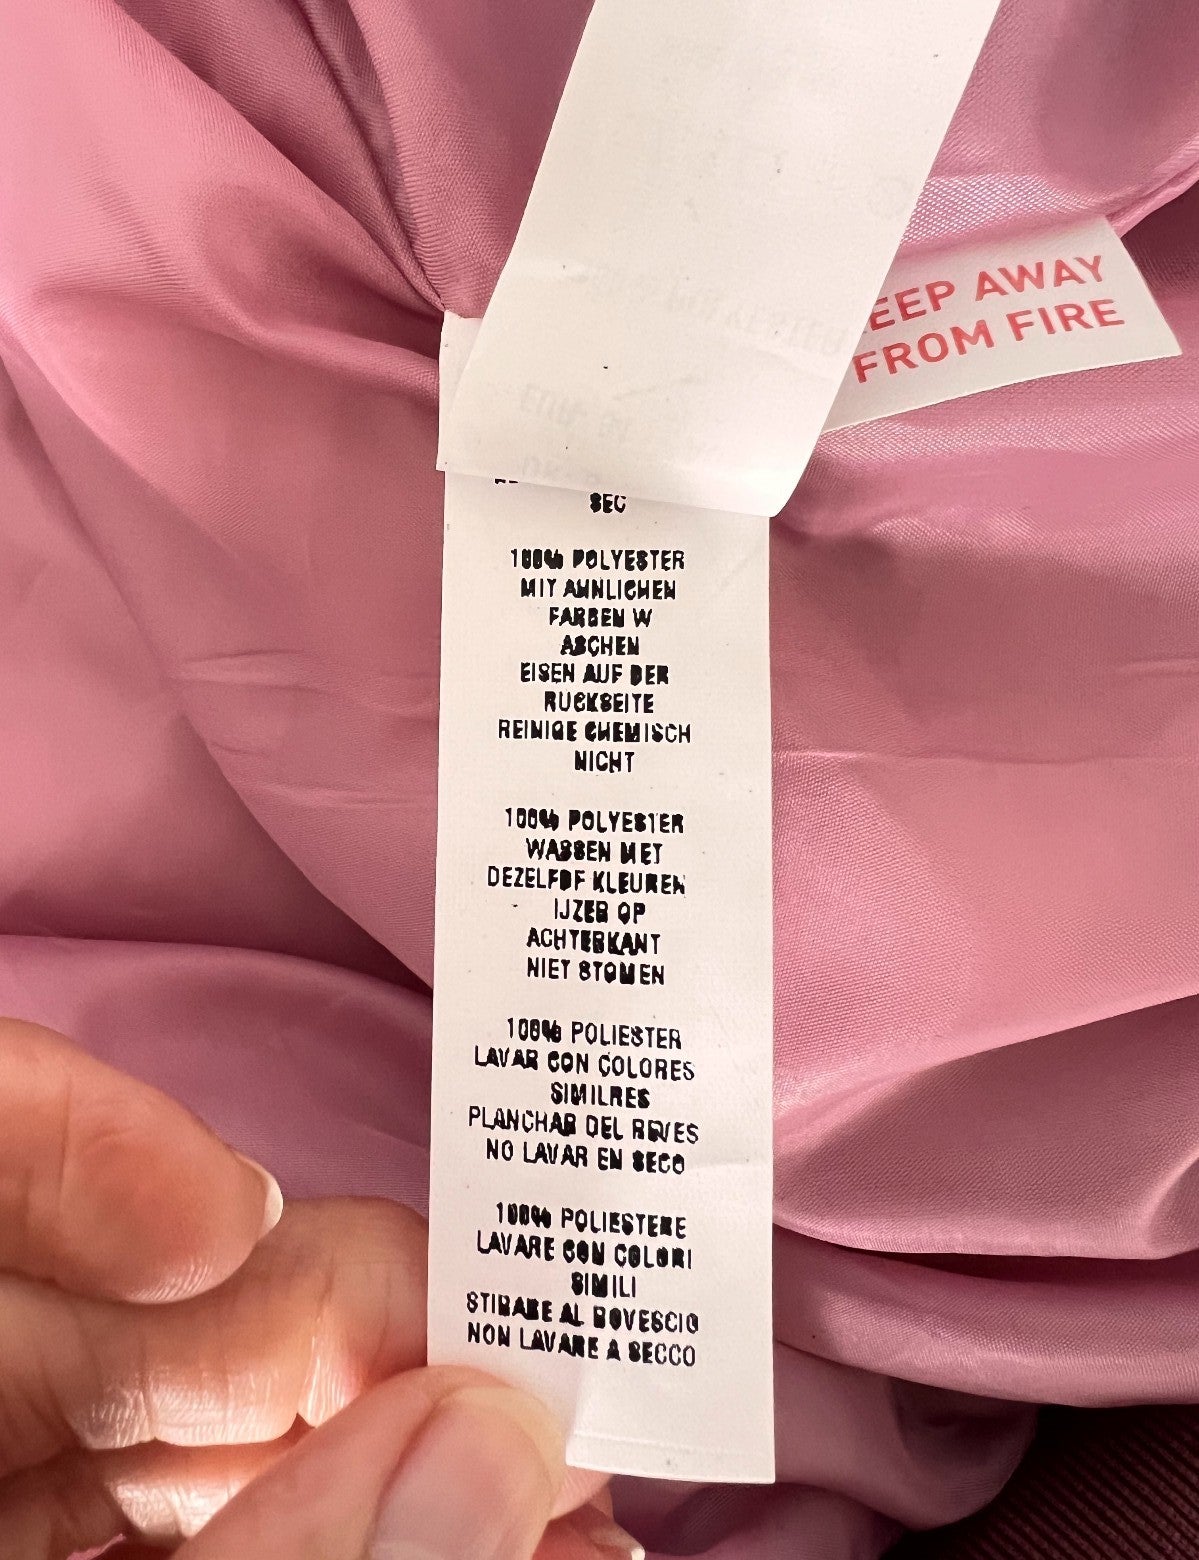 EEP AWAY
FROM FIRE
SEC
100% POLYESTER
MIT AHNLICHEN
FARBEN W
ASCHEN
EISEN AUF DER
RUCKSEITE
REINIGE CHEMISCH
NICHT
100% POLYESTER
WASSEN MET
DEZELFDE KLEUREN
IJZER OP
ACHTERKANT
NIET STOMEN
100% POLIESTER
LAVAR CON COLORES
SIMILRES
PLANCHAR DEL REVES
NO LAVAR EN SECO
100% POLIESTERE
LAVARE CON COLORI
SIMILI
STIRARE AL ROVESCIO
NON LAVARE A SECCO